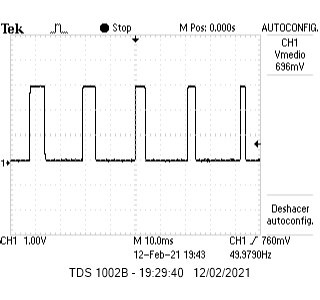 Tek Stop M Pos: 0.000s AUTOCONFIG.
CH1
Vmedio
696mV
1
Deshacer
autoconfig.
CH1 1.00V M 10.0ms CH1 / 760mV
12-Feb-21 19:43 49.9790Hz
TDS 1002B - 19:29:40 12/02/2021